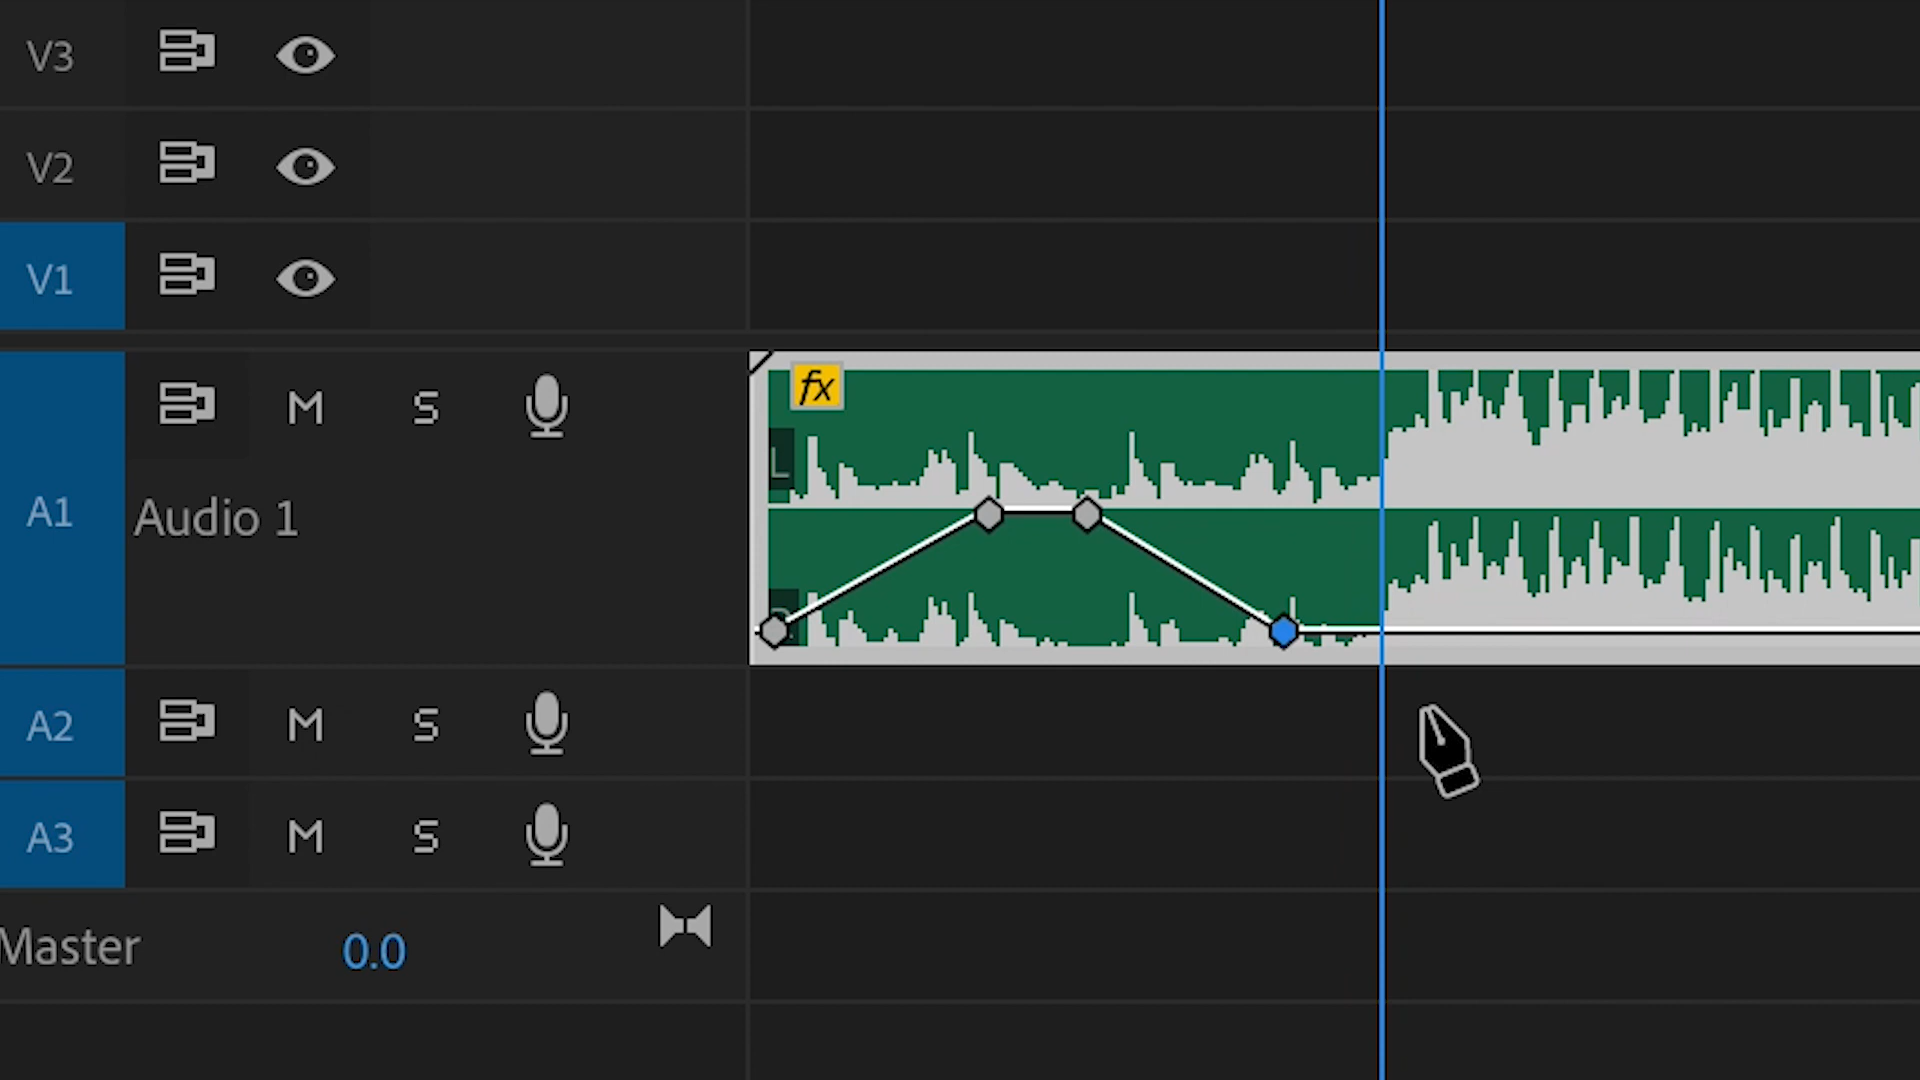 V3
V2
V1
A1 M S
Audio 1
fx
L
A2 M S
A3 M S
Master 0.0